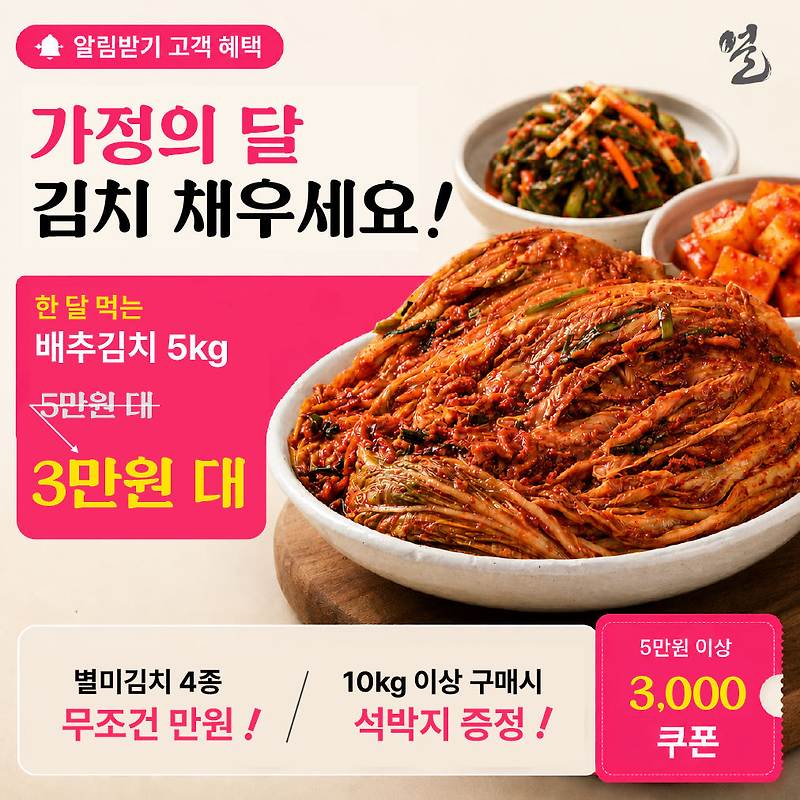 알림받기 고객 혜택
가정의 달
김치 채우세요!
한 달 먹는
배추김치 5kg
5만원 대
3만원 대
별미김치 4종
무조건 만원!
10kg 이상 구매시
석박지 증정!
5만원 이상
3,000
쿠폰